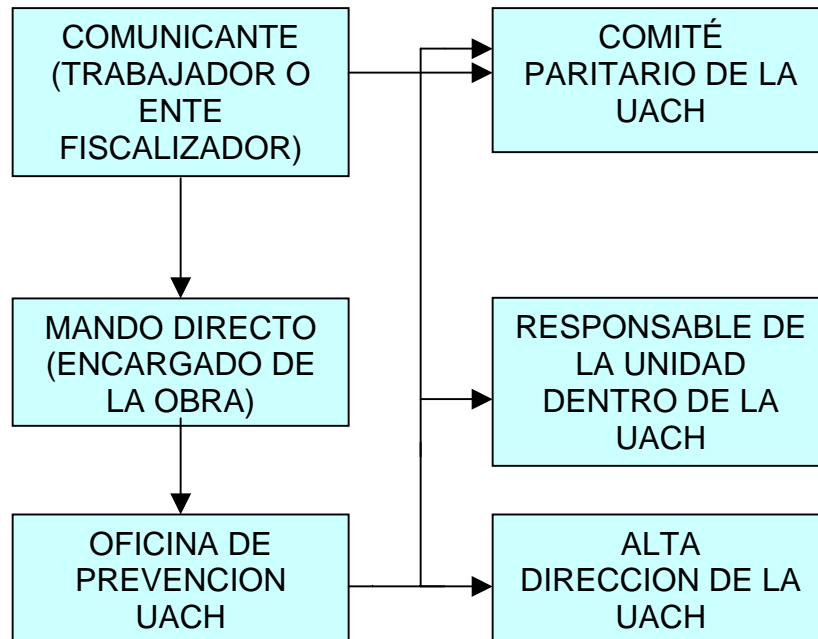 COMUNICANTE
(TRABAJADOR O
ENTE
FISCALIZADOR)
COMITÉ
PARITARIO DE LA
UACH
MANDO DIRECTO
(ENCARGADO DE
LA OBRA)
RESPONSABLE DE
LA UNIDAD
DENTRO DE LA
UACH
OFICINA DE
PREVENCION
UACH
ALTA
DIRECCION DE LA
UACH